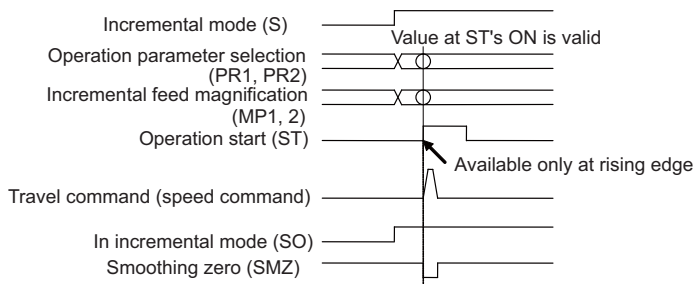 Incremental mode (S)
Value at ST's ON is valid
Operation parameter selection
(PR1, PR2)
Incremental feed magnification
(MP1, 2)
Operation start (ST)
Available only at rising edge
Travel command (speed command)
In incremental mode (SO)
Smoothing zero (SMZ)